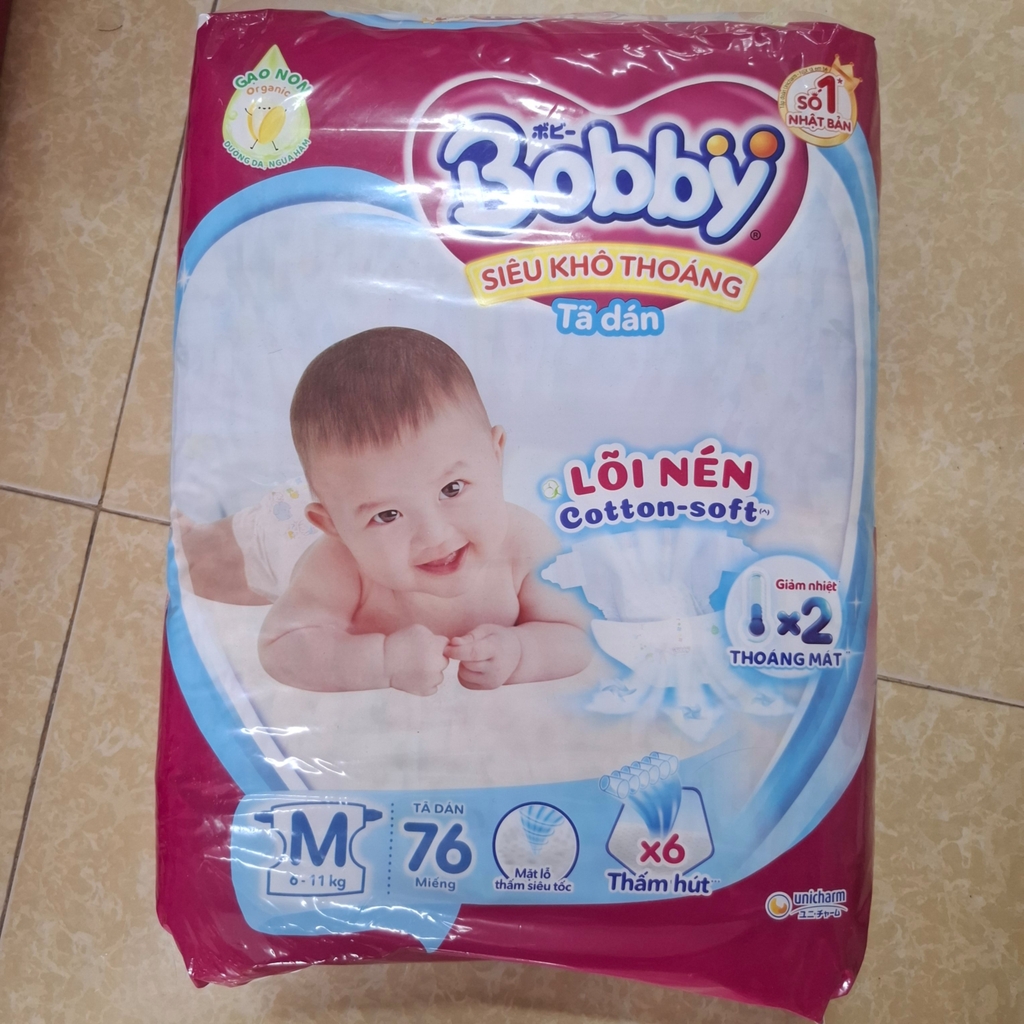 GẠO NON
Organic
DƯỠNG DA, NGỪA HĂM
ボビー
Bobby
®
SỐ 1
NHẬT BẢN
SIÊU KHÔ THOÁNG
Tã dán
LÕI NÉN
Cotton-soft(^)
Giảm nhiệt
x2
THOÁNG MÁT
M
6-11kg
TÃ DÁN
76
Miếng
Mặt lỗ
thấm siêu tốc
x6
Thấm hút
unicharm
ユニ・チャーム